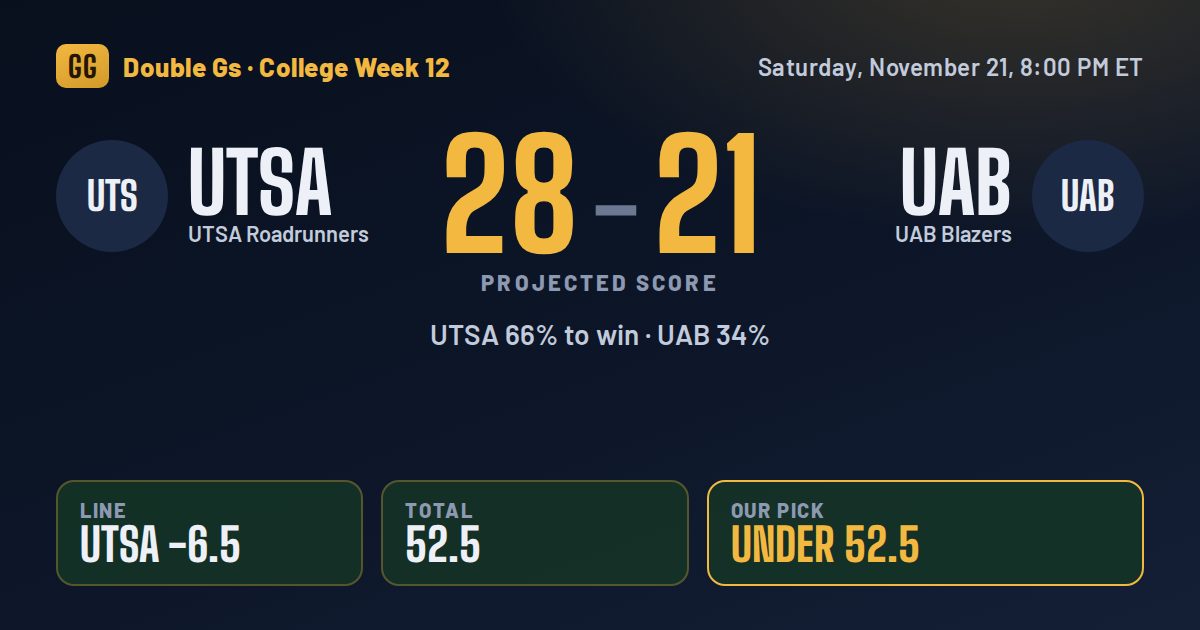 GG
Double Gs · College Week 12
Saturday, November 21, 8:00 PM ET
UTS
UTSA
UTSA Roadrunners
28 – 21
PROJECTED SCORE
UTSA 66% to win · UAB 34%
UAB
UAB Blazers
UAB
LINE
UTSA −6.5
TOTAL
52.5
OUR PICK
UNDER 52.5